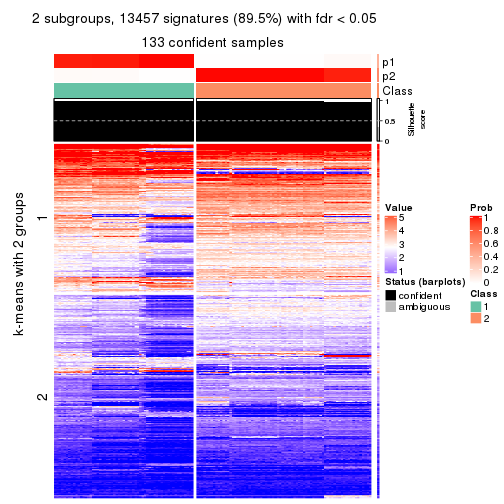 2 subgroups, 13457 signatures (89.5%) with fdr < 0.05
133 confident samples
p1
p2
Class
1
0.5
0
Silhouette
score
k-means with 2 groups
1
2
Value
5
4
3
2
1
Status (barplots)
confident
ambiguous
Prob
1
0.8
0.6
0.4
0.2
0
Class
1
2